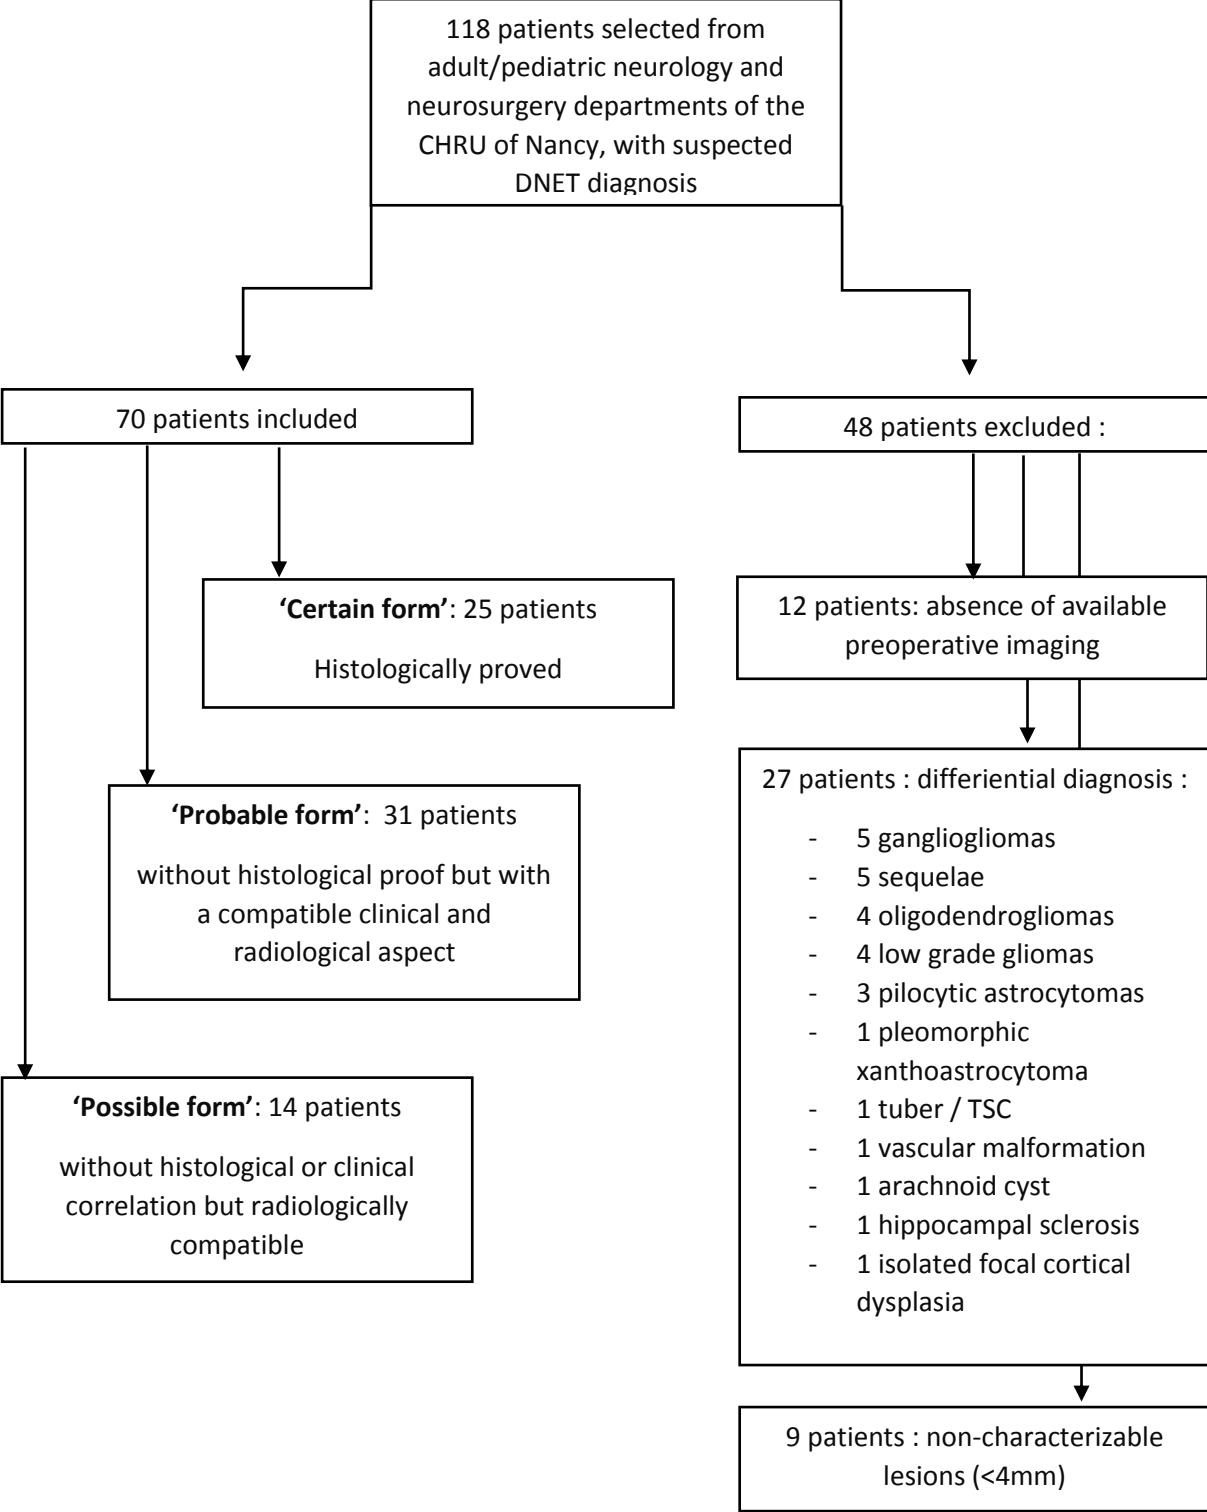 118 patients selected from
adult/pediatric neurology and
neurosurgery departments of the
CHRU of Nancy, with suspected
DNET diagnosis
70 patients included
48 patients excluded :
'Certain form': 25 patients
Histologically proved
12 patients: absence of available
preoperative imaging
'Probable form':  31 patients
without histological proof but with
a compatible clinical and
radiological aspect
27 patients : differiential diagnosis :
- 5 gangliogliomas
- 5 sequelae
- 4 oligodendrogliomas
- 4 low grade gliomas
- 3 pilocytic astrocytomas
- 1 pleomorphic
xanthoastrocytoma
- 1 tuber / TSC
- 1 vascular malformation
- 1 arachnoid cyst
- 1 hippocampal sclerosis
- 1 isolated focal cortical
dysplasia
'Possible form': 14 patients
without histological or clinical
correlation but radiologically
compatible
9 patients : non-characterizable
lesions (<4mm)